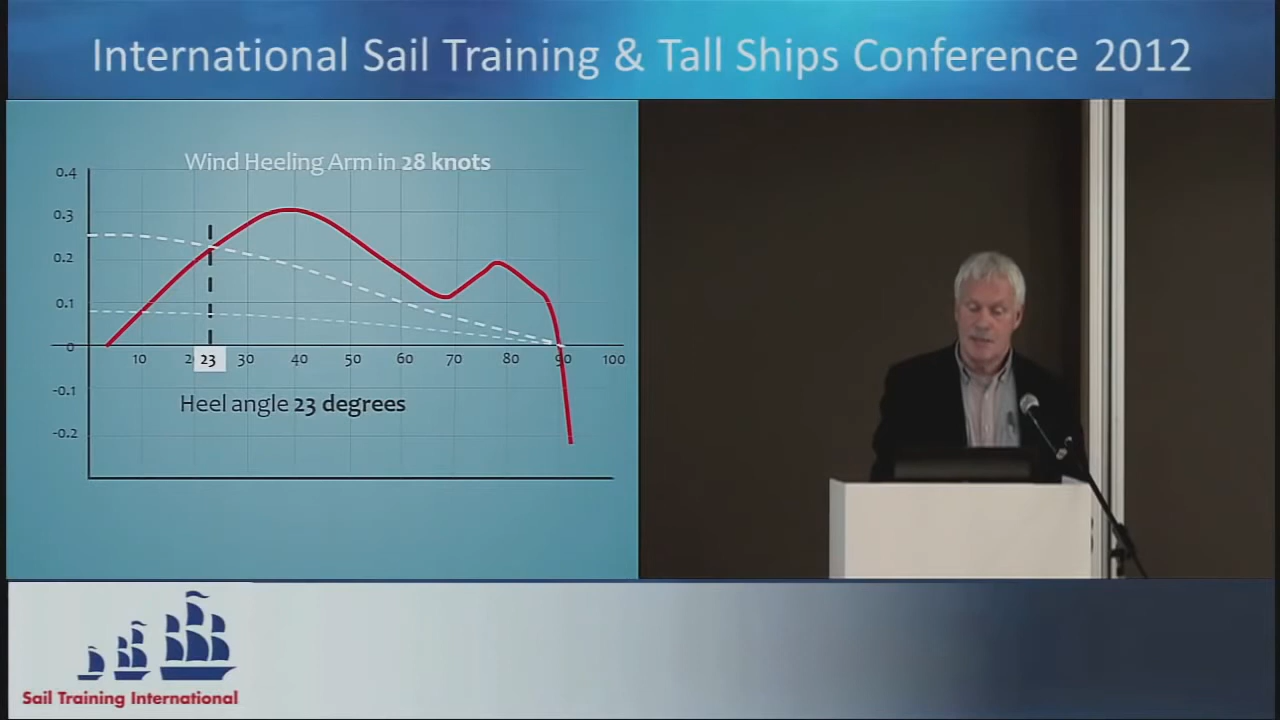 International Sail Training & Tall Ships Conference 2012
Wind Heeling Arm in 28 knots
0.4
0.3
0.2
0.1
0
-0.1
-0.2
10 2 23 30 40 50 60 70 80 90 100
Heel angle 23 degrees
Sail Training International